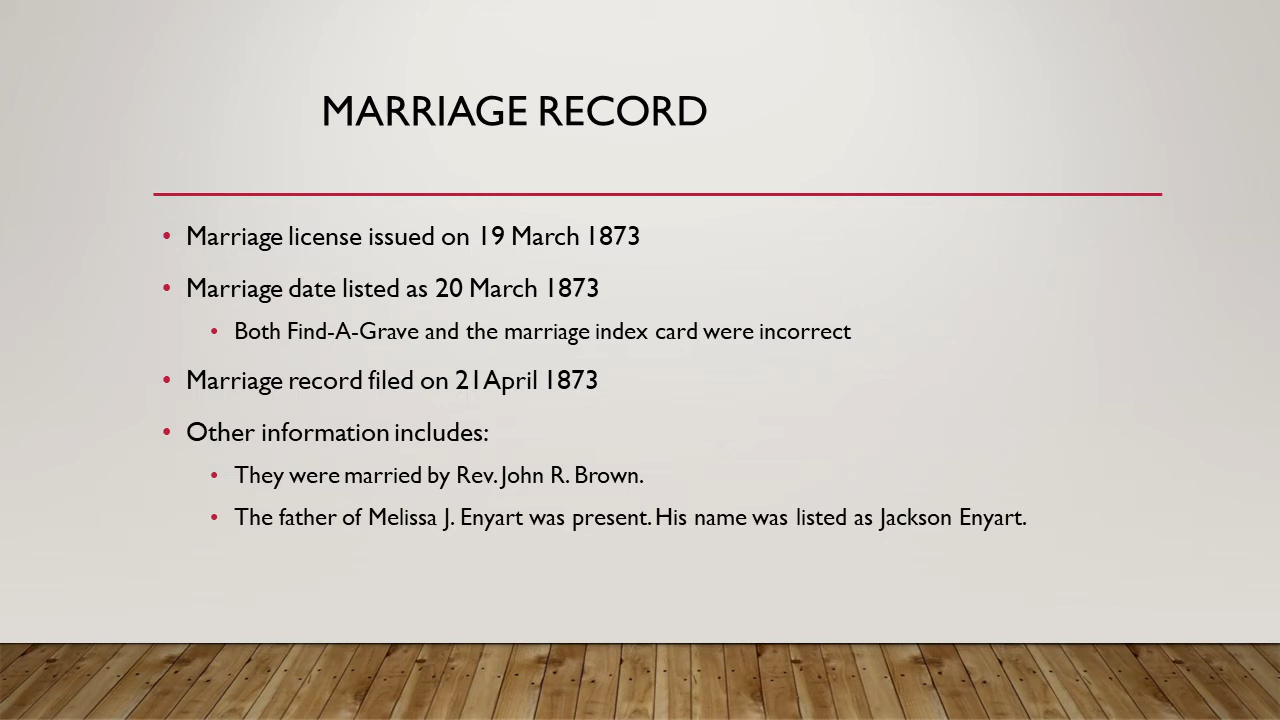 MARRIAGE RECORD
• Marriage license issued on 19 March 1873
• Marriage date listed as 20 March 1873
• Both Find-A-Grave and the marriage index card were incorrect
• Marriage record filed on 21April 1873
• Other information includes:
• They were married by Rev. John R. Brown.
• The father of Melissa J. Enyart was present. His name was listed as Jackson Enyart.